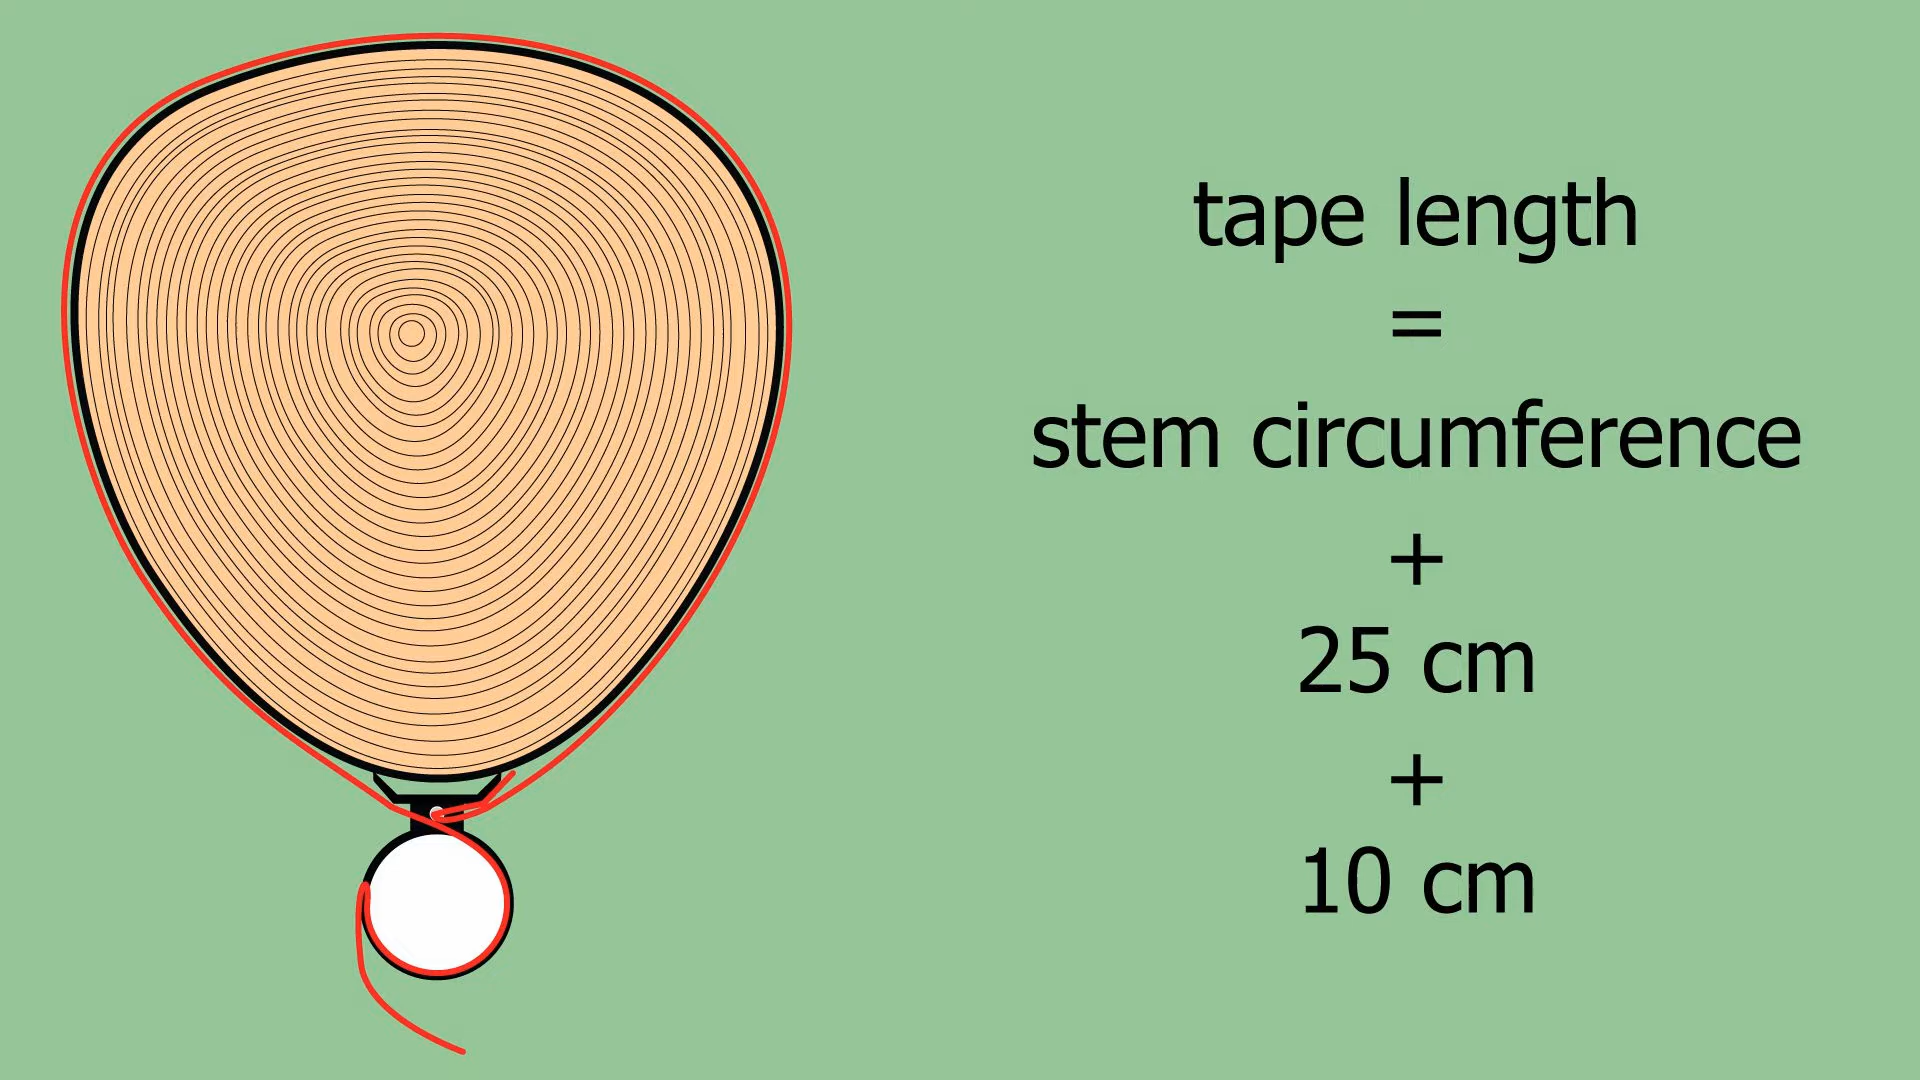 tape length
=
stem circumference
+
25 cm
+
10 cm